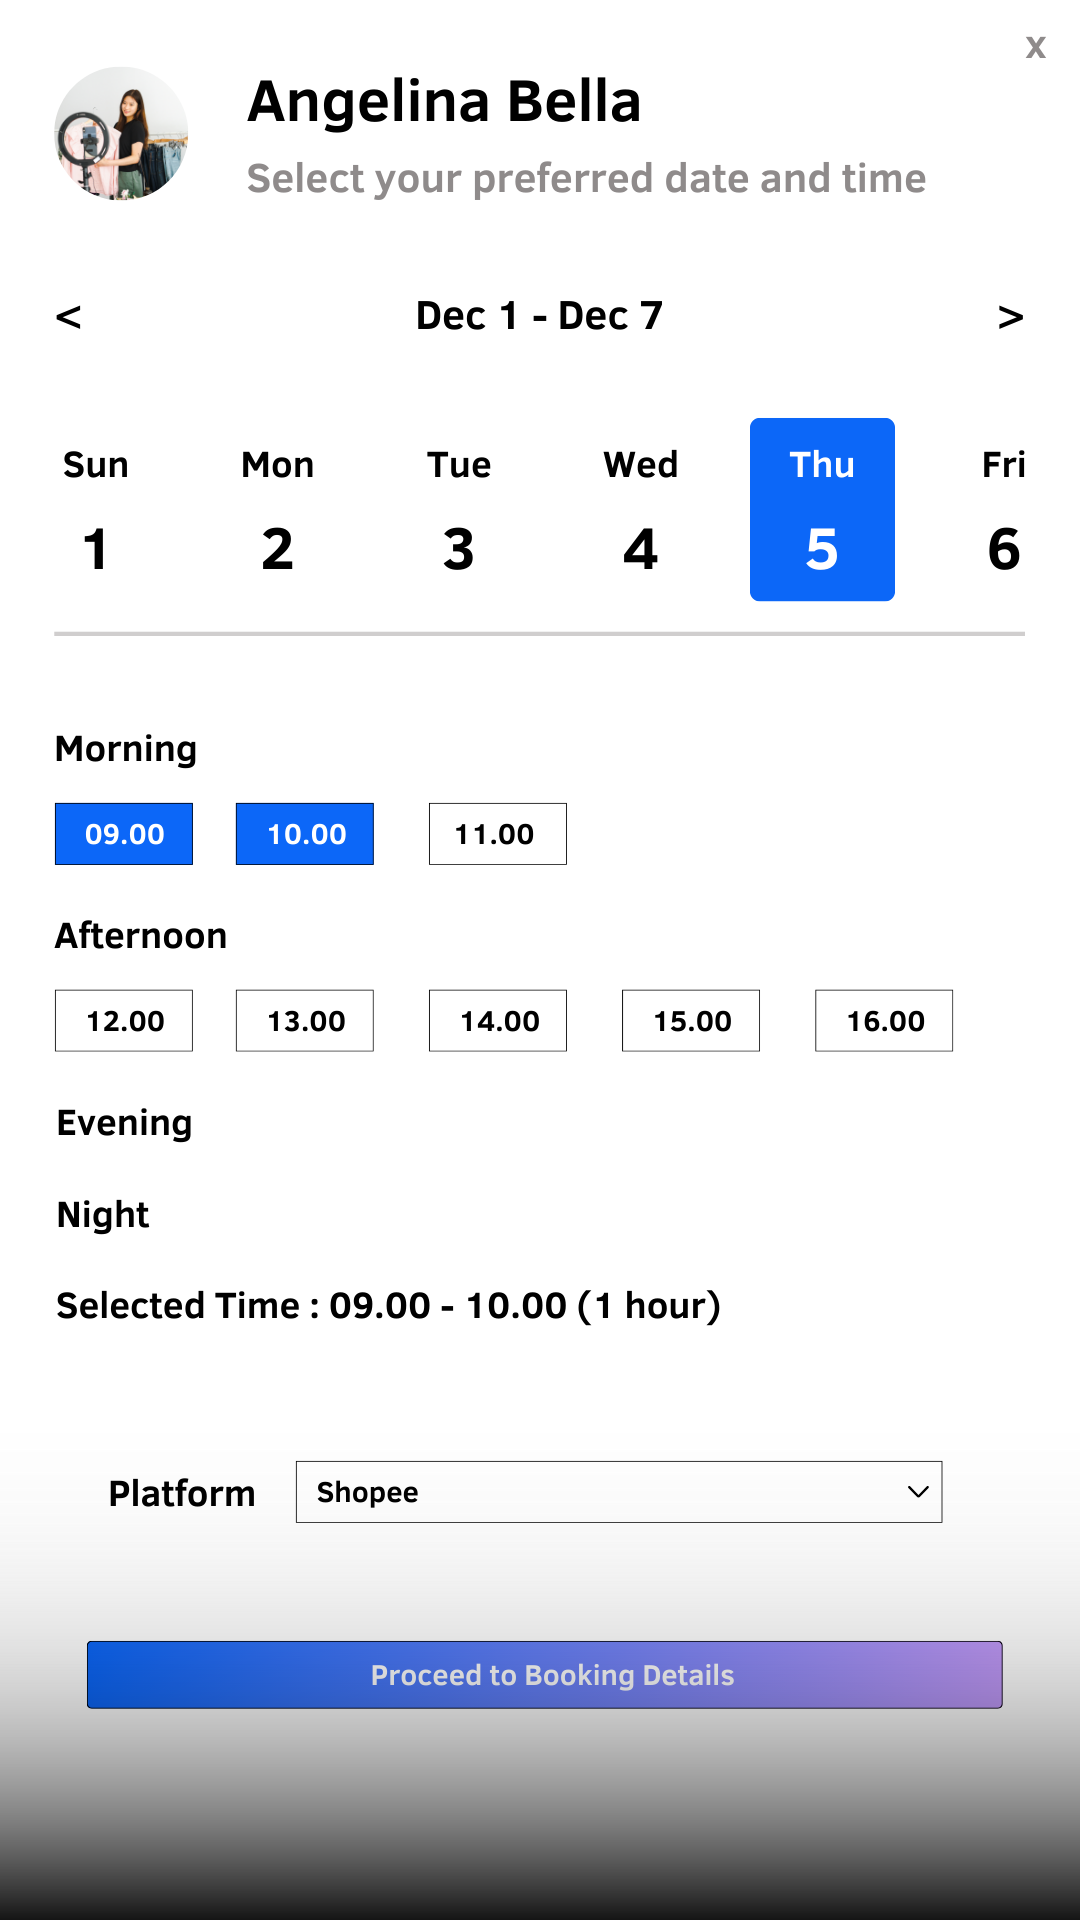 x
Angelina Bella
Select your preferred date and time
< Dec 1 - Dec 7 >
Sun Mon Tue Wed Thu Fri
1 2 3 4 5 6
Morning
09.00 10.00 11.00
Afternoon
12.00 13.00 14.00 15.00 16.00
Evening
Night
Selected Time : 09.00 - 10.00 (1 hour)
Platform Shopee
Proceed to Booking Details